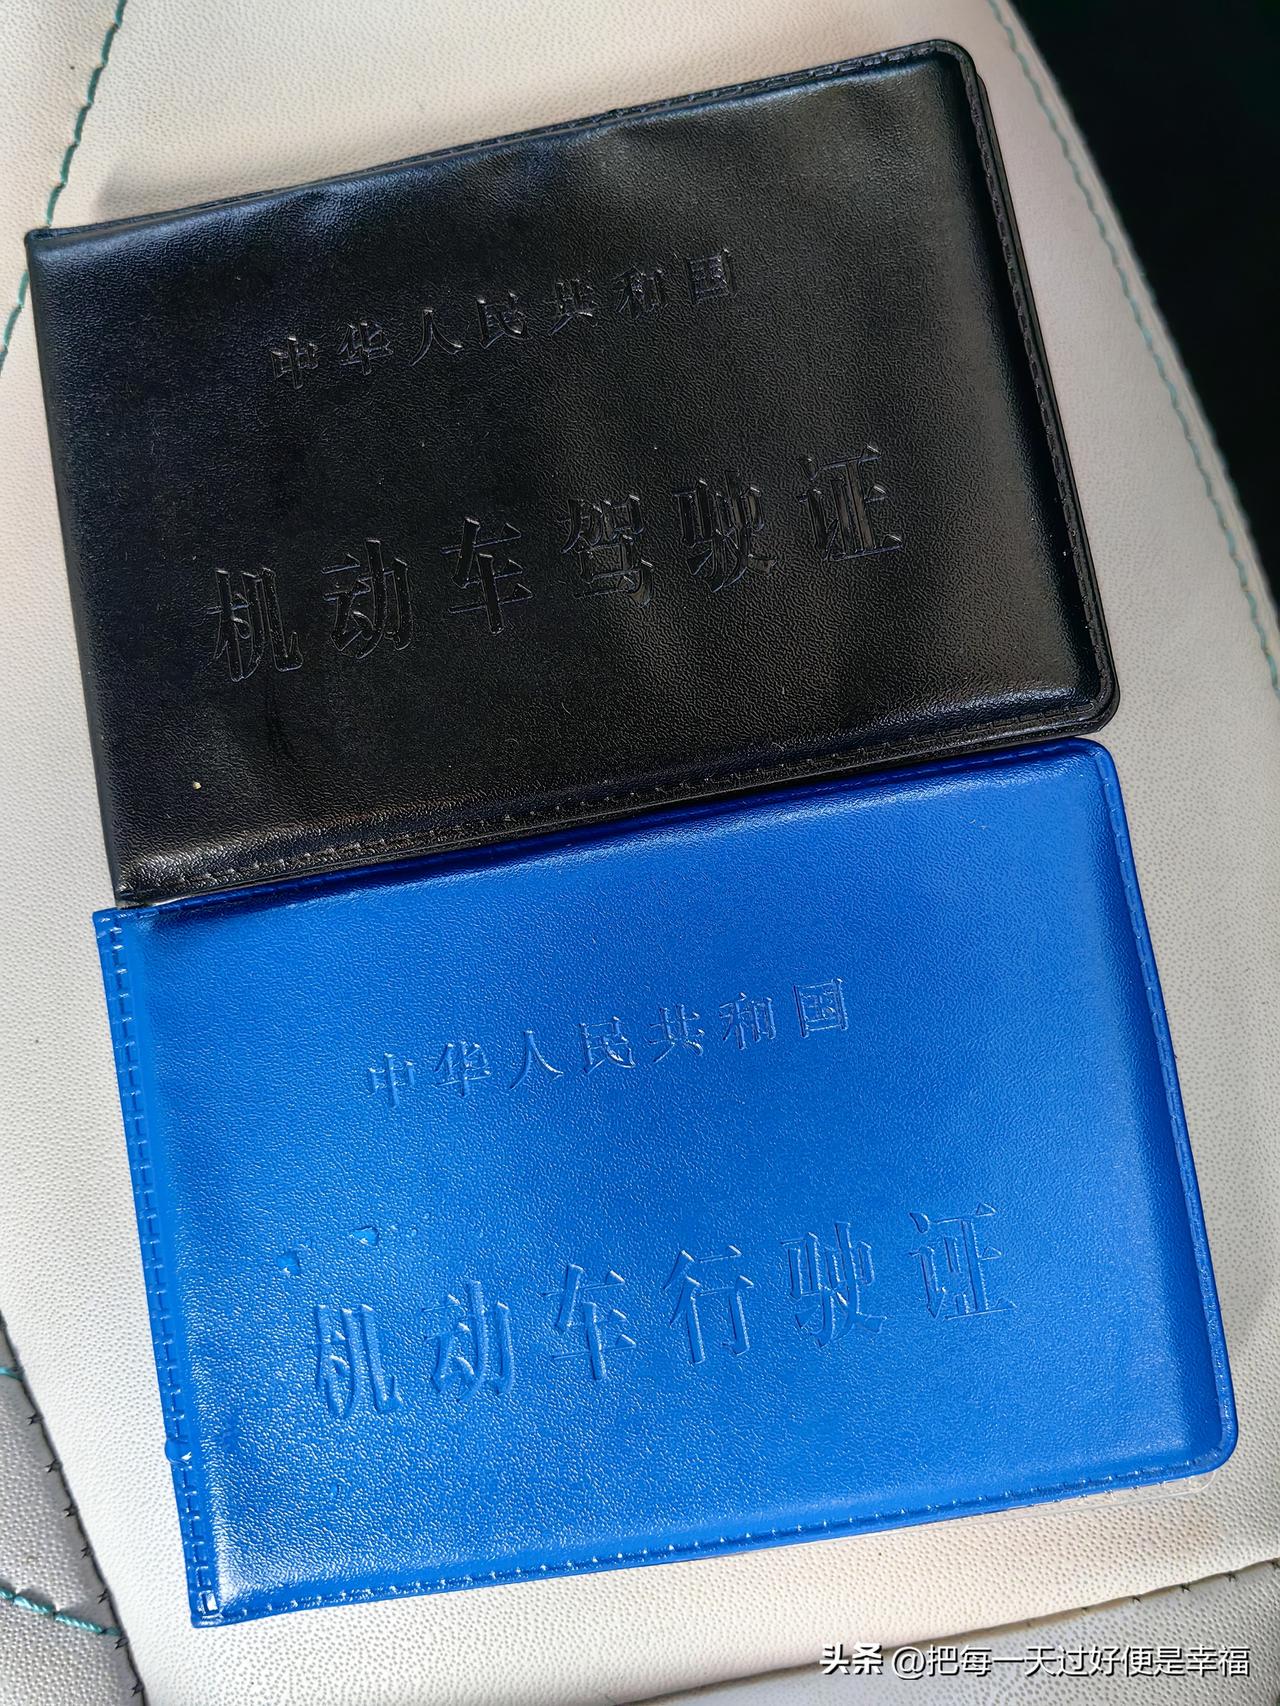 中华人民共和国
机动车驾驶证
中华人民共和国
机动车行驶证
头条 @把每一天过好便是幸福